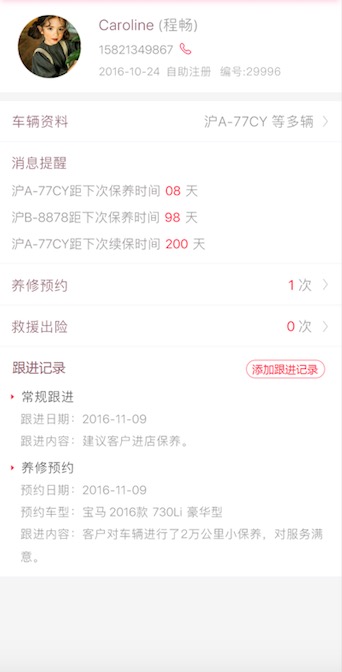 Caroline (程畅)
15821349867
2016-10-24 自助注册 编号:29996
车辆资料 沪A-77CY 等多辆
消息提醒
沪A-77CY距下次保养时间 08 天
沪B-8878距下次保养时间 98 天
沪A-77CY距下次续保时间 200 天
养修预约 1 次
救援出险 0 次
跟进记录 添加跟进记录
常规跟进
跟进日期：2016-11-09
跟进内容：建议客户进店保养。
养修预约
预约日期：2016-11-09
预约车型：宝马 2016款 730Li 豪华型
跟进内容：客户对车辆进行了2万公里小保养，对服务满
意。